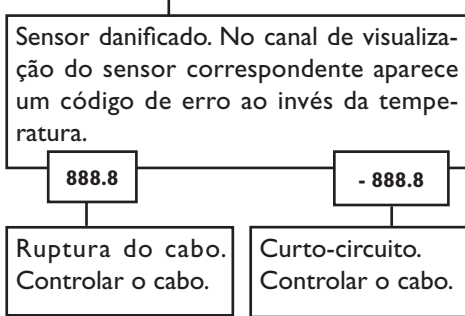 Sensor danificado. No canal de visualiza-
ção do sensor correspondente aparece
um código de erro ao invés da tempe-
ratura.
888.8
- 888.8
Ruptura do cabo.
Controlar o cabo.
Curto-circuito.
Controlar o cabo.